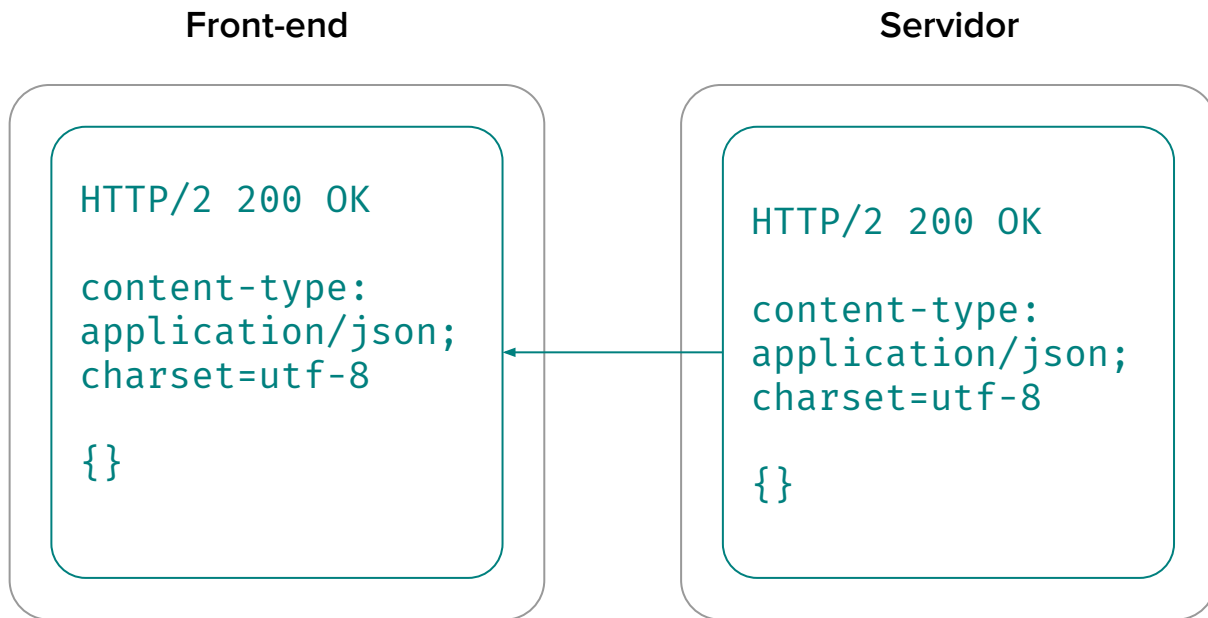 Front-end
Servidor
HTTP/2 200 OK
content-type:
application/json;
charset=utf-8
{}
HTTP/2 200 OK
content-type:
application/json;
charset=utf-8
{}